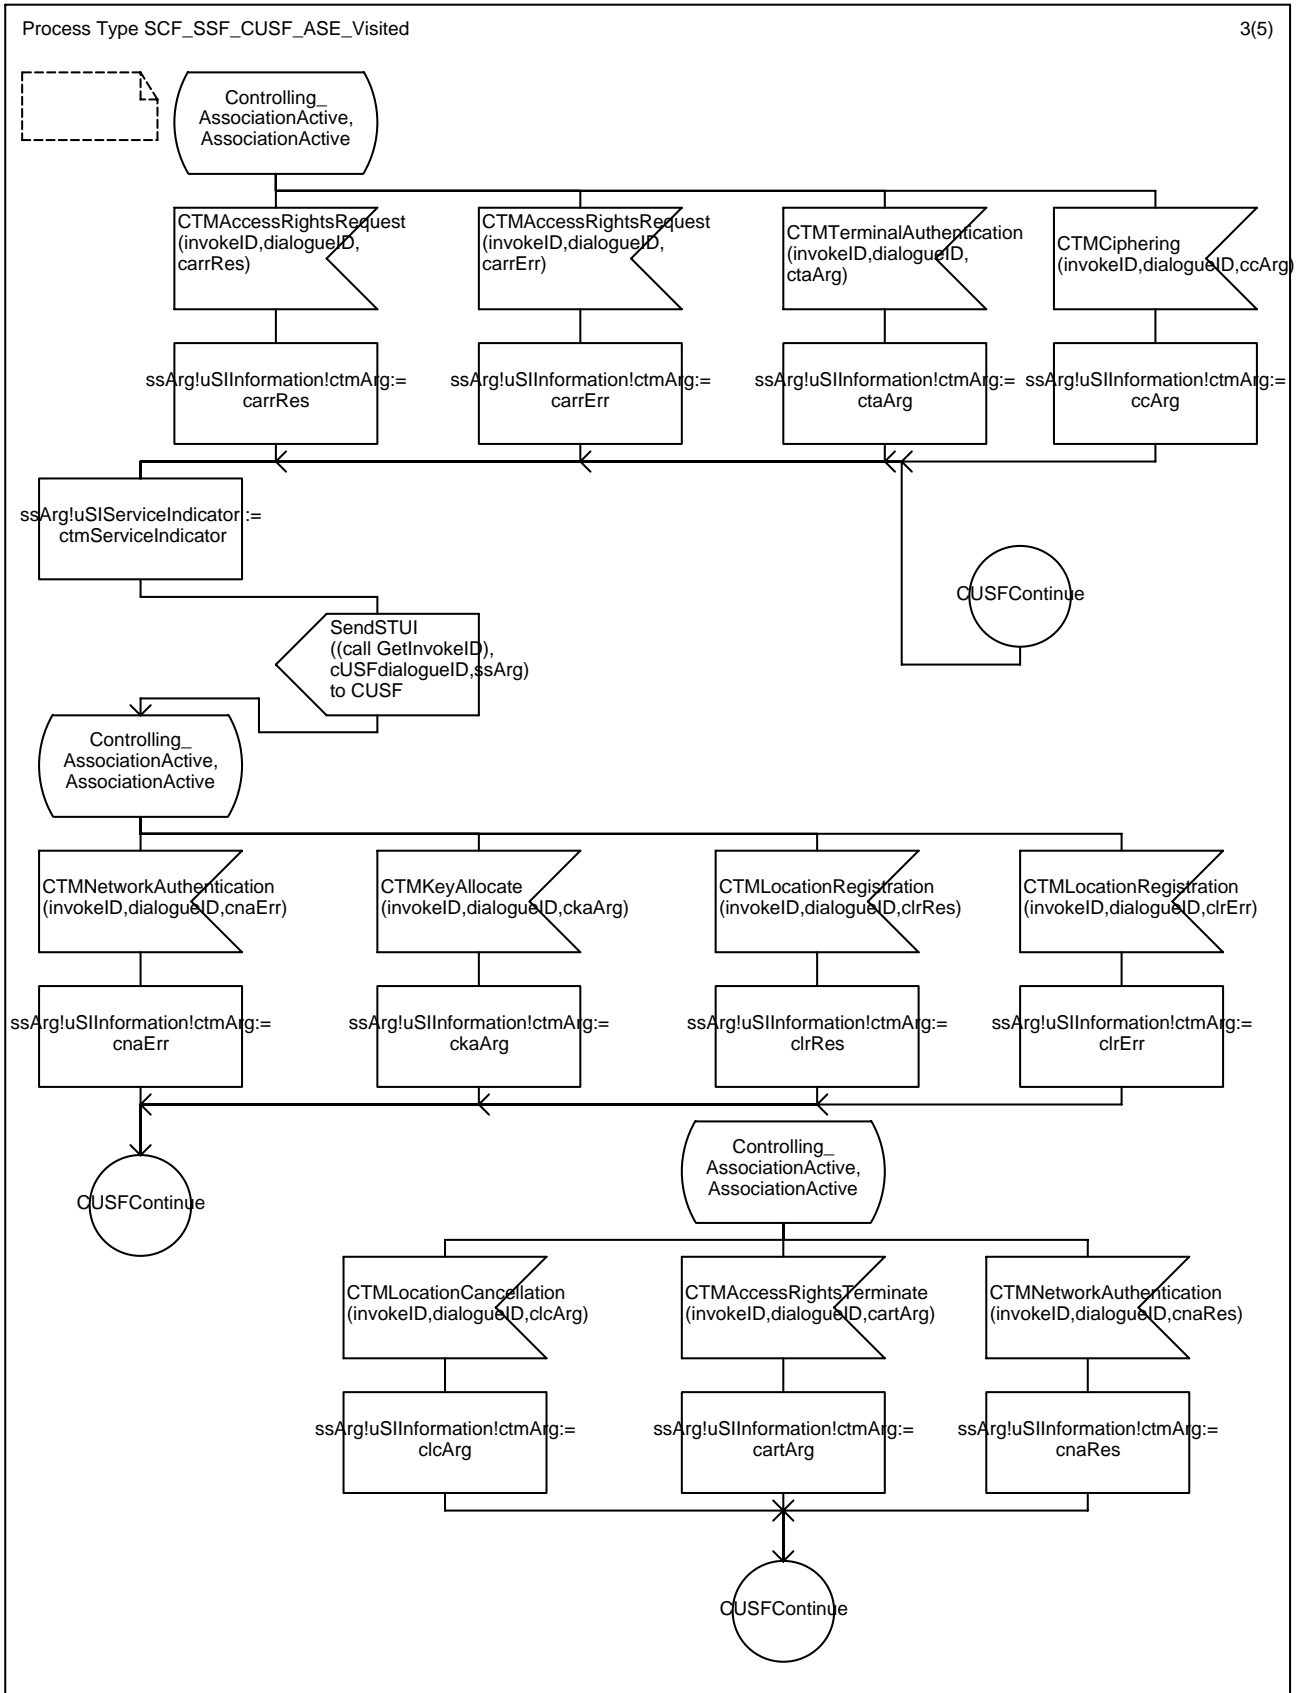 Process Type SCF_SSF_CUSF_ASE_Visited
3(5)
Controlling_
AssociationActive,
AssociationActive
CTMAccessRightsRequest
(invokeID,dialogueID,
carrRes)
CTMAccessRightsRequest
(invokeID,dialogueID,
carrErr)
CTMTerminalAuthentication
(invokeID,dialogueID,
ctaArg)
CTMCiphering
(invokeID,dialogueID,ccArg)
ssArg!uSIInformation!ctmArg:=
carrRes
ssArg!uSIInformation!ctmArg:=
carrErr
ssArg!uSIInformation!ctmArg:=
ctaArg
ssArg!uSIInformation!ctmArg:=
ccArg
ssArg!uSIServiceIndicator:=
ctmServiceIndicator
CUSFContinue
SendSTUI
((call GetInvokeID),
cUSFdialogueID,ssArg)
to CUSF
Controlling_
AssociationActive,
AssociationActive
CTMNetworkAuthentication
(invokeID,dialogueID,cnaErr)
CTMKeyAllocate
(invokeID,dialogueID,ckaArg)
CTMLocationRegistration
(invokeID,dialogueID,clrRes)
CTMLocationRegistration
(invokeID,dialogueID,clrErr)
ssArg!uSIInformation!ctmArg:=
cnaErr
ssArg!uSIInformation!ctmArg:=
ckaArg
ssArg!uSIInformation!ctmArg:=
clrRes
ssArg!uSIInformation!ctmArg:=
clrErr
CUSFContinue
Controlling_
AssociationActive,
AssociationActive
CTMLocationCancellation
(invokeID,dialogueID,clcArg)
CTMAccessRightsTerminate
(invokeID,dialogueID,cartArg)
CTMNetworkAuthentication
(invokeID,dialogueID,cnaRes)
ssArg!uSIInformation!ctmArg:=
clcArg
ssArg!uSIInformation!ctmArg:=
cartArg
ssArg!uSIInformation!ctmArg:=
cnaRes
CUSFContinue